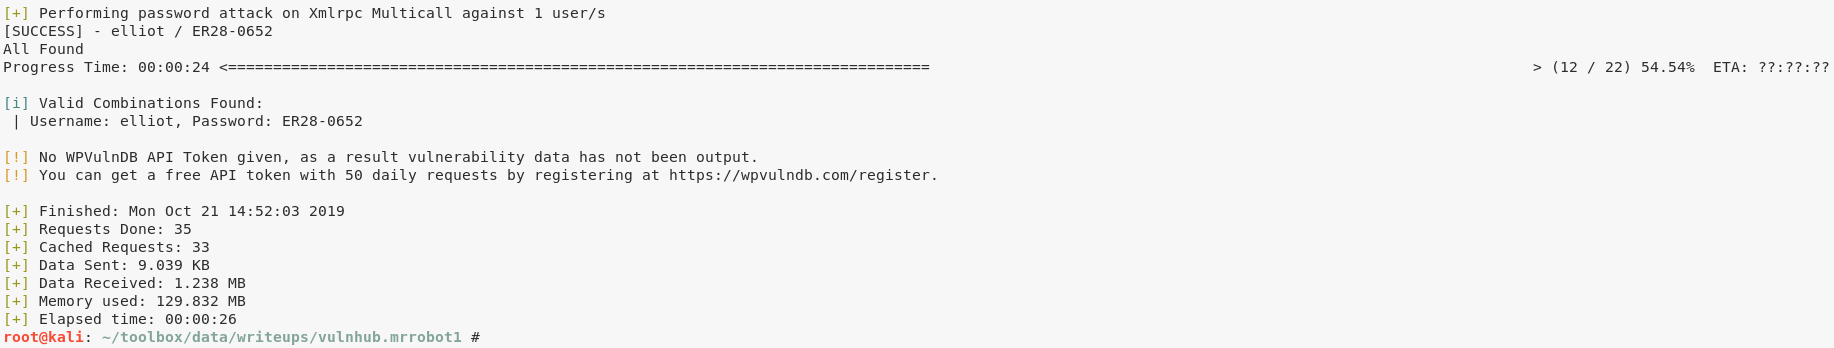 [+] Performing password attack on Xmlrpc Multicall against 1 user/s
[SUCCESS] - elliot / ER28-0652
All Found
Progress Time: 00:00:24 <==============================================================================                                                                   > (12 / 22) 54.54%  ETA: ??:??:??
[i] Valid Combinations Found:
 | Username: elliot, Password: ER28-0652
[!] No WPVulnDB API Token given, as a result vulnerability data has not been output.
[!] You can get a free API token with 50 daily requests by registering at https://wpvulndb.com/register.
[+] Finished: Mon Oct 21 14:52:03 2019
[+] Requests Done: 35
[+] Cached Requests: 33
[+] Data Sent: 9.039 KB
[+] Data Received: 1.238 MB
[+] Memory used: 129.832 MB
[+] Elapsed time: 00:00:26
root@kali: ~/toolbox/data/writeups/vulnhub.mrrobot1 #